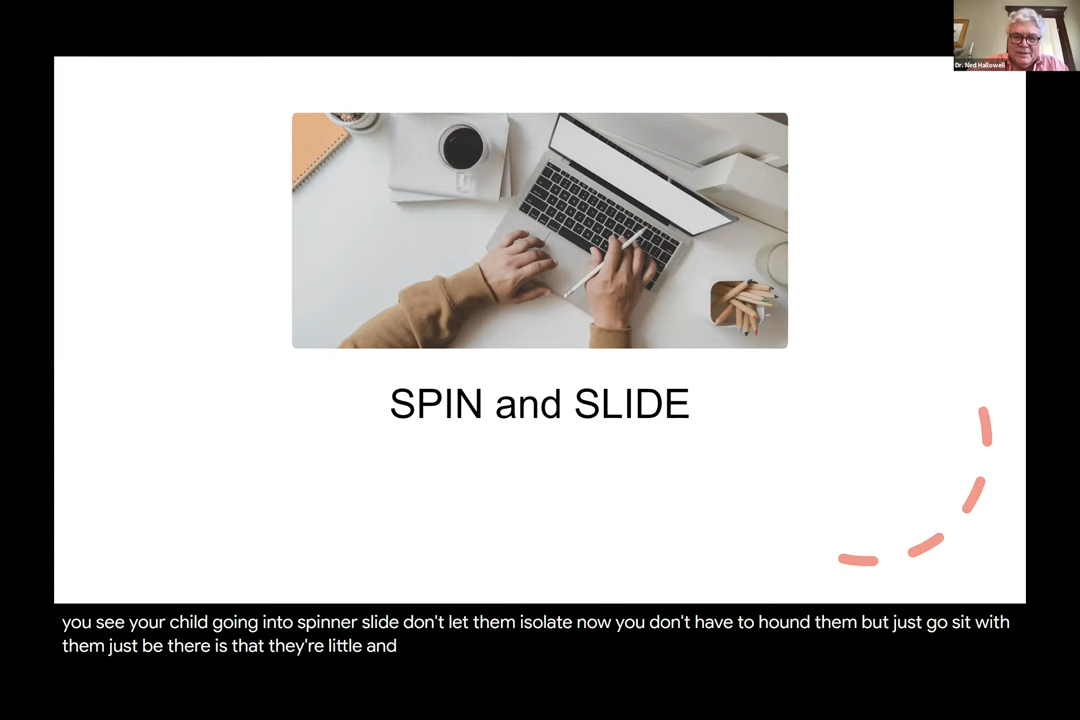 Dr. Ned Hallowell
SPIN and SLIDE
you see your child going into spinner slide don't let them isolate now you don't have to hound them but just go sit with
them just be there is that they're little and